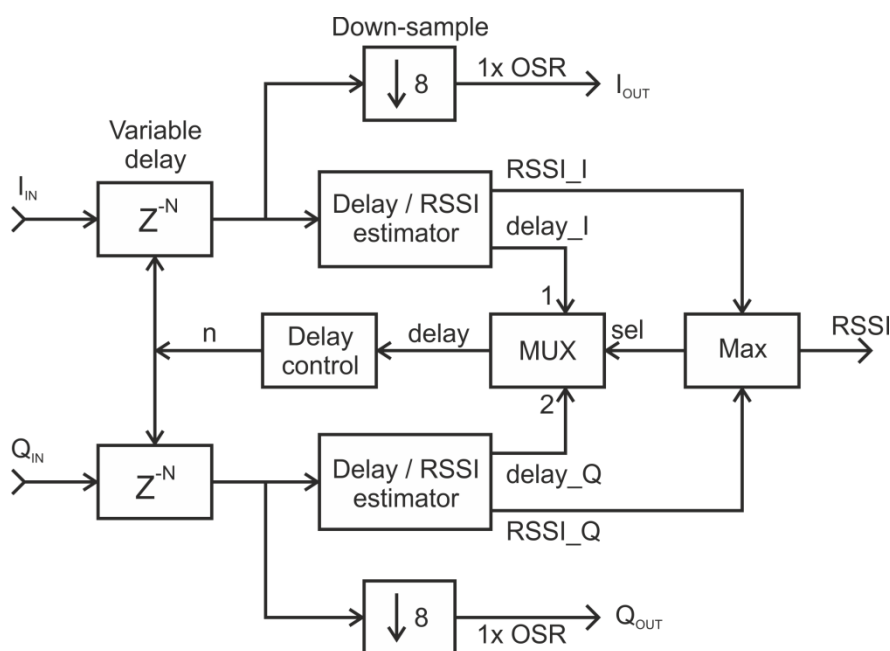 Down-sample
↓ 8
1x OSR
I_OUT
Variable
delay
I_IN
Z^-N
Delay / RSSI
estimator
RSSI_I
delay_I
1
n
Delay
control
delay
MUX
sel
Max
RSSI
2
Q_IN
Z^-N
Delay / RSSI
estimator
delay_Q
RSSI_Q
↓ 8
1x OSR
Q_OUT